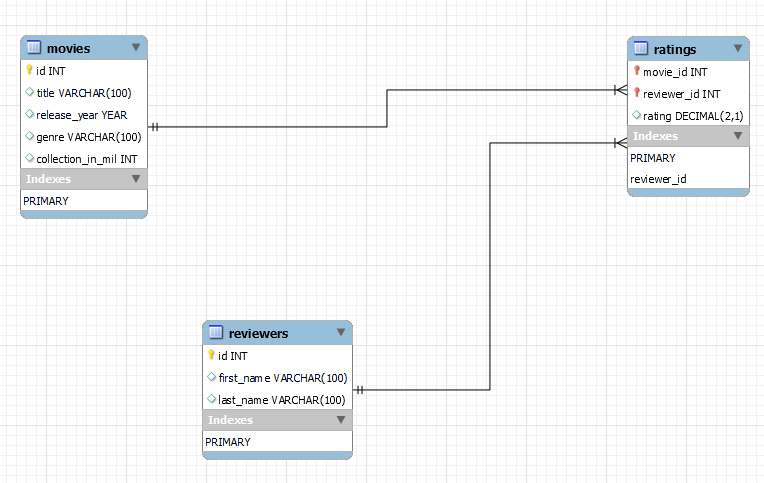 movies
id INT
title VARCHAR(100)
release_year YEAR
genre VARCHAR(100)
collection_in_mil INT
Indexes
PRIMARY
ratings
movie_id INT
reviewer_id INT
rating DECIMAL(2,1)
Indexes
PRIMARY
reviewer_id
reviewers
id INT
first_name VARCHAR(100)
last_name VARCHAR(100)
Indexes
PRIMARY